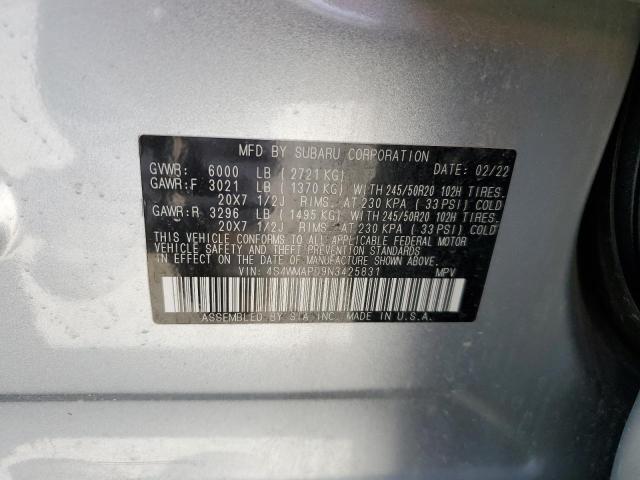 MFD BY SUBARU CORPORATION DATE: 02/22
GVWR: 6000 LB (2721KG)
GAWR:F 3021 LB (1370 KG) WITH 245/50R20 102H TIRES.
20X7 1/2J RIMS. AT 230 KPA (33 PSI) COLD
GAWR:R 3296 LB (1495 KG) WITH 245/50R20 102H TIRES.
20X7 1/2J RIMS. AT 230 KPA (33 PSI) COLD
THIS VEHICLE CONFORMS TO ALL APPLICABLE FEDERAL MOTOR
VEHICLE SAFETY AND THEFT PREVENTION STANDARDS
IN EFFECT ON THE DATE OF MANUFACTURE SHOWN ABOVE.
VIN: 4S4WMAPD9N3425831 MPV
ASSEMBLED BY S I A INC. MADE IN U.S.A.